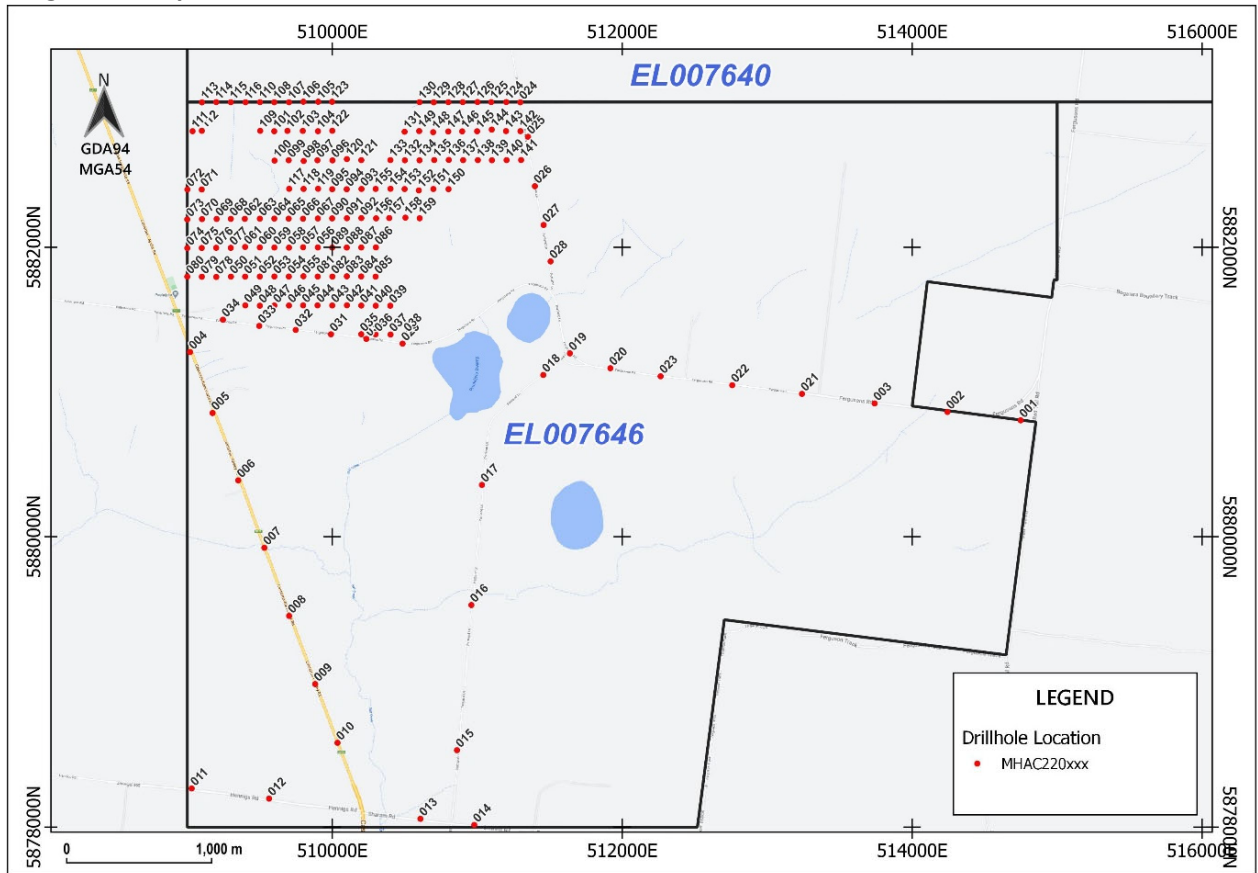 510000E 512000E 514000E 516000E
EL007640
N
GDA94
MGA54
113 114 115 116 110 108 107 106 105 123 130 129 128 127 126 125 124 024
111 112 109 101 102 103 104 122 131 149 148 147 146 145 144 143 142 025
100 099 098 097 096 120 121 133 132 134 135 136 137 138 139 140 141
072 071 117 118 119 095 094 093 155 154 153 152 151 150 026
073 070 069 068 062 063 064 065 066 067 090 091 092 156 157 158 159 027
5882000N 074 075 076 077 061 060 059 058 057 056 089 088 087 086 5882000N
028
080 079 078 050 051 052 053 054 055 081 082 083 084 085
049 048 047 046 045 044 043 042 041 040 039
034 033 032 031 035 036 037 038
004 018 019 020 023 022 021 003 002 001
Fergusons Rd
005
EL007646
006 017
5880000N 007 5880000N
008 016
009
Ferguson Track
010 015
011 012 013 014
5878000N 5878000N
LEGEND
Drillhole Location
MHAC220xxx
0 1,000 m
510000E 512000E 514000E 516000E